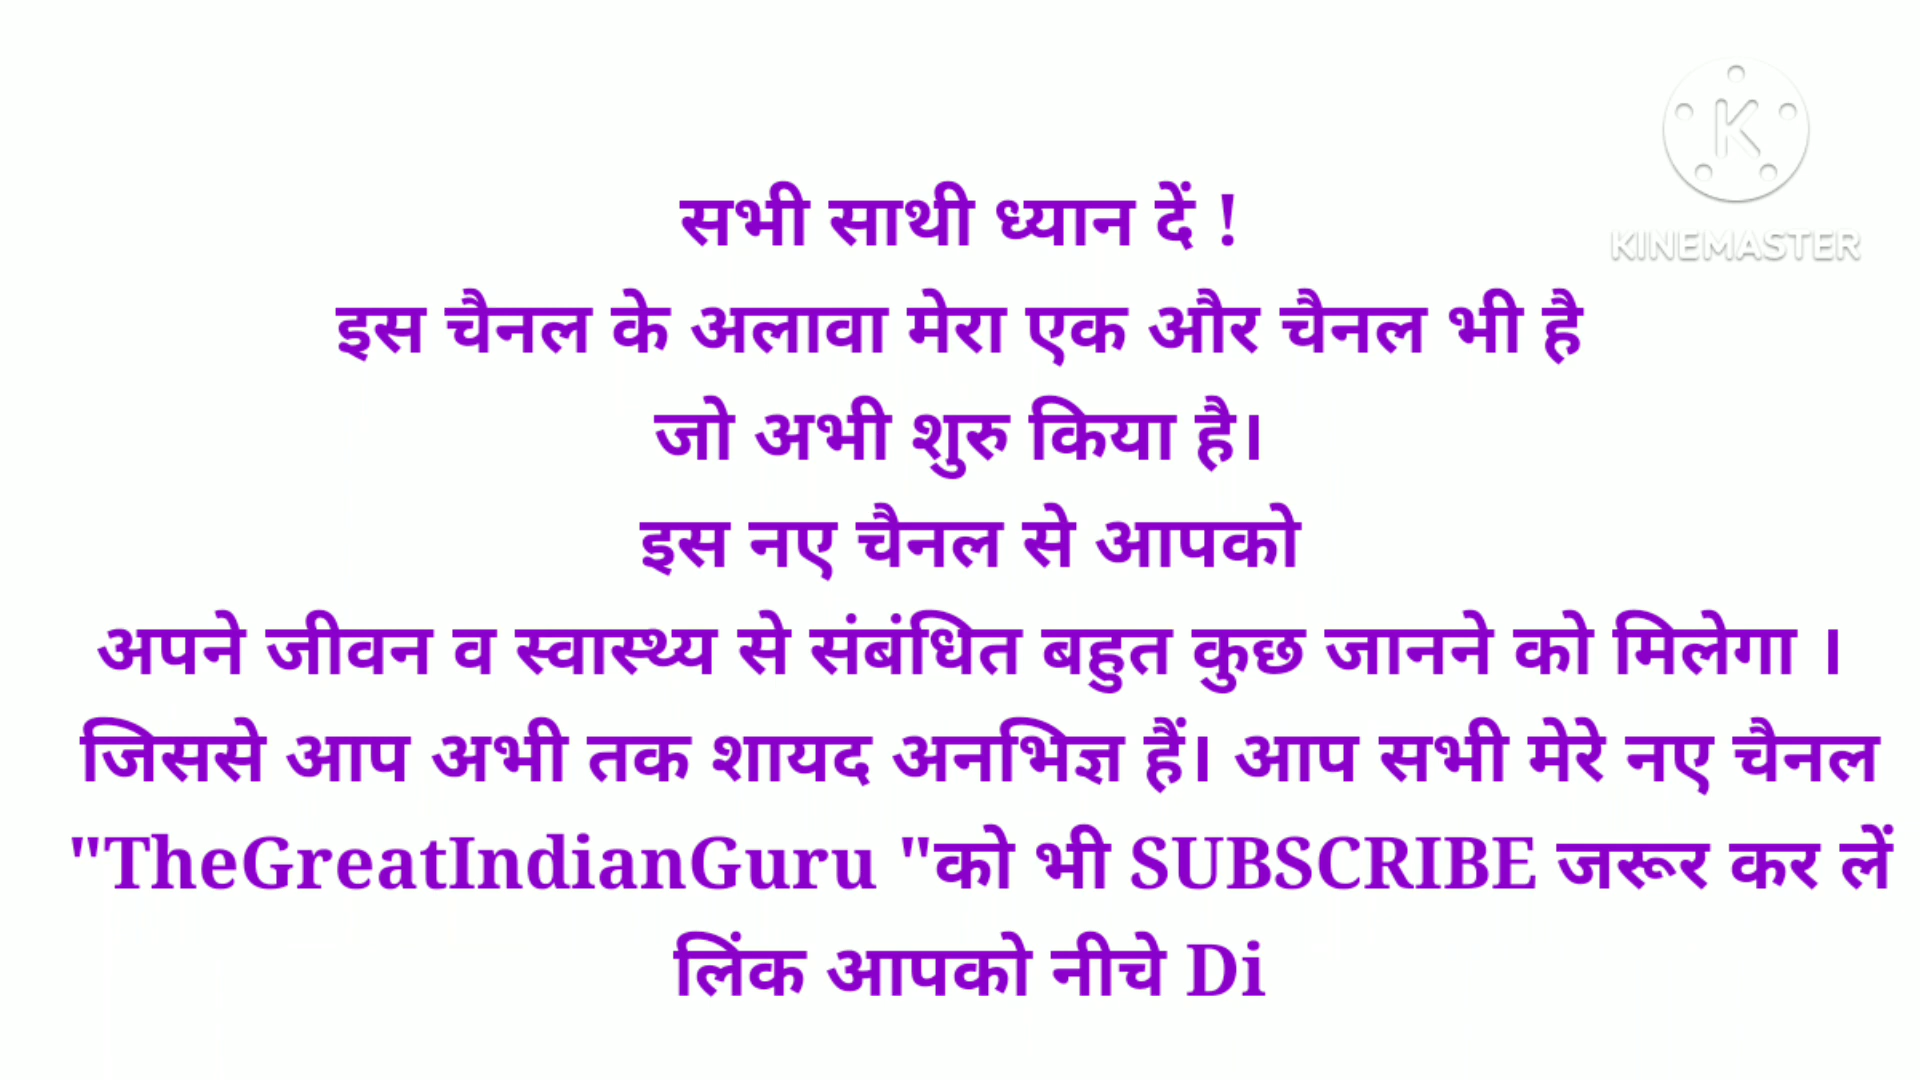 KINEMASTER
सभी साथी ध्यान दें !
इस चैनल के अलावा मेरा एक और चैनल भी है
जो अभी शुरु किया है।
इस नए चैनल से आपको
अपने जीवन व स्वास्थ्य से संबंधित बहुत कुछ जानने को मिलेगा ।
जिससे आप अभी तक शायद अनभिज्ञ हैं। आप सभी मेरे नए चैनल
"TheGreatIndianGuru "को भी SUBSCRIBE जरूर कर लें
लिंक आपको नीचे Di